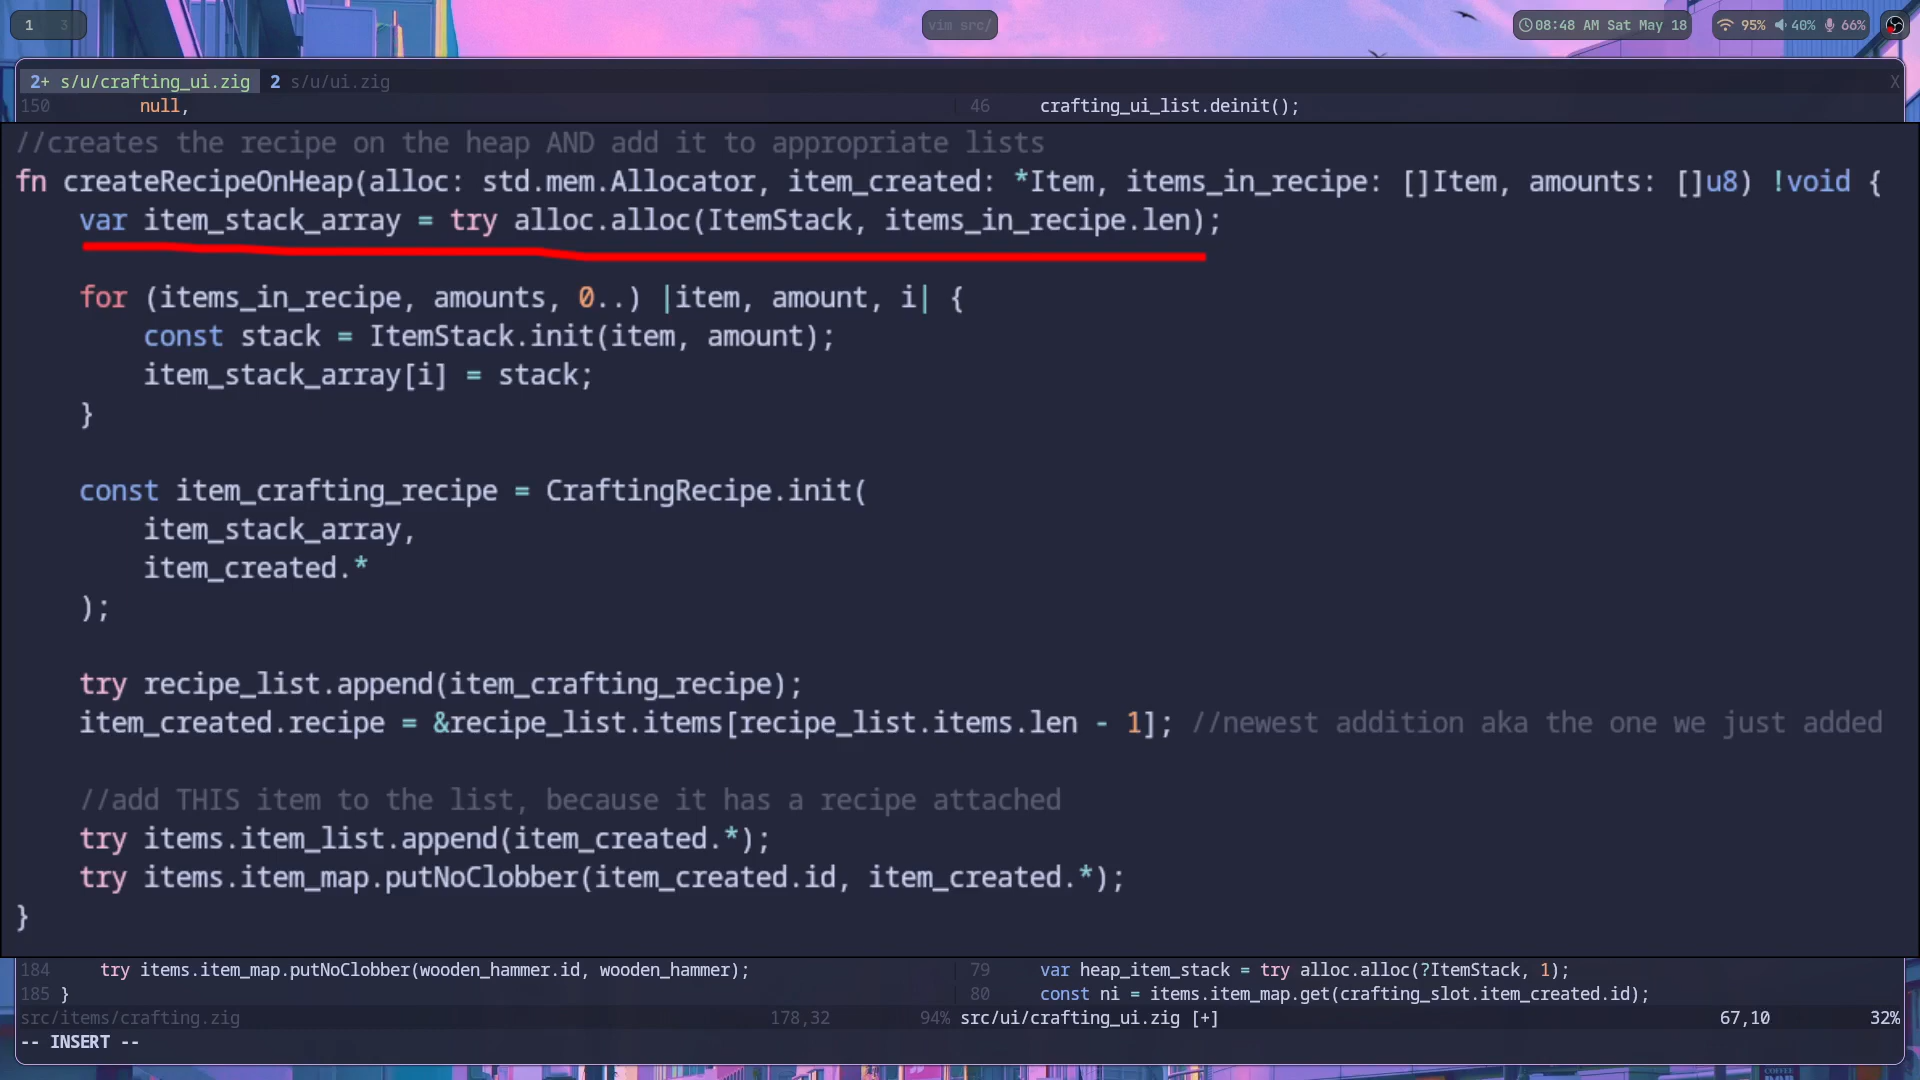 1 3
vim src/
08:48 AM Sat May 18
95% 40% 66%
2+ s/u/crafting_ui.zig 2 s/u/ui.zig X
150 null,
46 crafting_ui_list.deinit();
//creates the recipe on the heap AND add it to appropriate lists
fn createRecipeOnHeap(alloc: std.mem.Allocator, item_created: *Item, items_in_recipe: []Item, amounts: []u8) !void {
var item_stack_array = try alloc.alloc(ItemStack, items_in_recipe.len);
for (items_in_recipe, amounts, 0..) |item, amount, i| {
const stack = ItemStack.init(item, amount);
item_stack_array[i] = stack;
}
const item_crafting_recipe = CraftingRecipe.init(
item_stack_array,
item_created.*
);
try recipe_list.append(item_crafting_recipe);
item_created.recipe = &recipe_list.items[recipe_list.items.len - 1]; //newest addition aka the one we just added
//add THIS item to the list, because it has a recipe attached
try items.item_list.append(item_created.*);
try items.item_map.putNoClobber(item_created.id, item_created.*);
}
184 try items.item_map.putNoClobber(wooden_hammer.id, wooden_hammer);
185 }
79 var heap_item_stack = try alloc.alloc(?ItemStack, 1);
80 const ni = items.item_map.get(crafting_slot.item_created.id);
src/items/crafting.zig 178,32 94%
src/ui/crafting_ui.zig [+] 67,10 32%
-- INSERT --